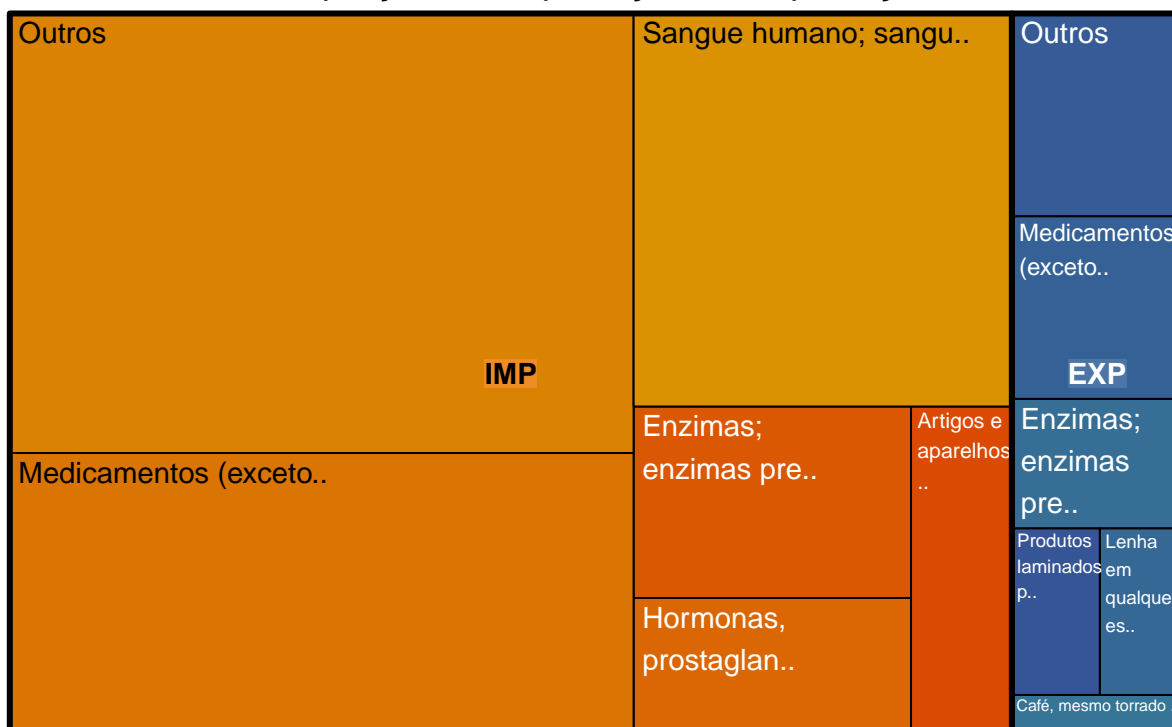 Outros
Sangue humano; sangu..
IMP
Medicamentos (exceto..
Enzimas;
enzimas pre..
Artigos e
aparelhos
..
Hormonas,
prostaglan..
Outros
Medicamentos
(exceto..
EXP
Enzimas;
enzimas
pre..
Produtos
laminados
p..
Lenha
em
qualque
es..
Café, mesmo torrado